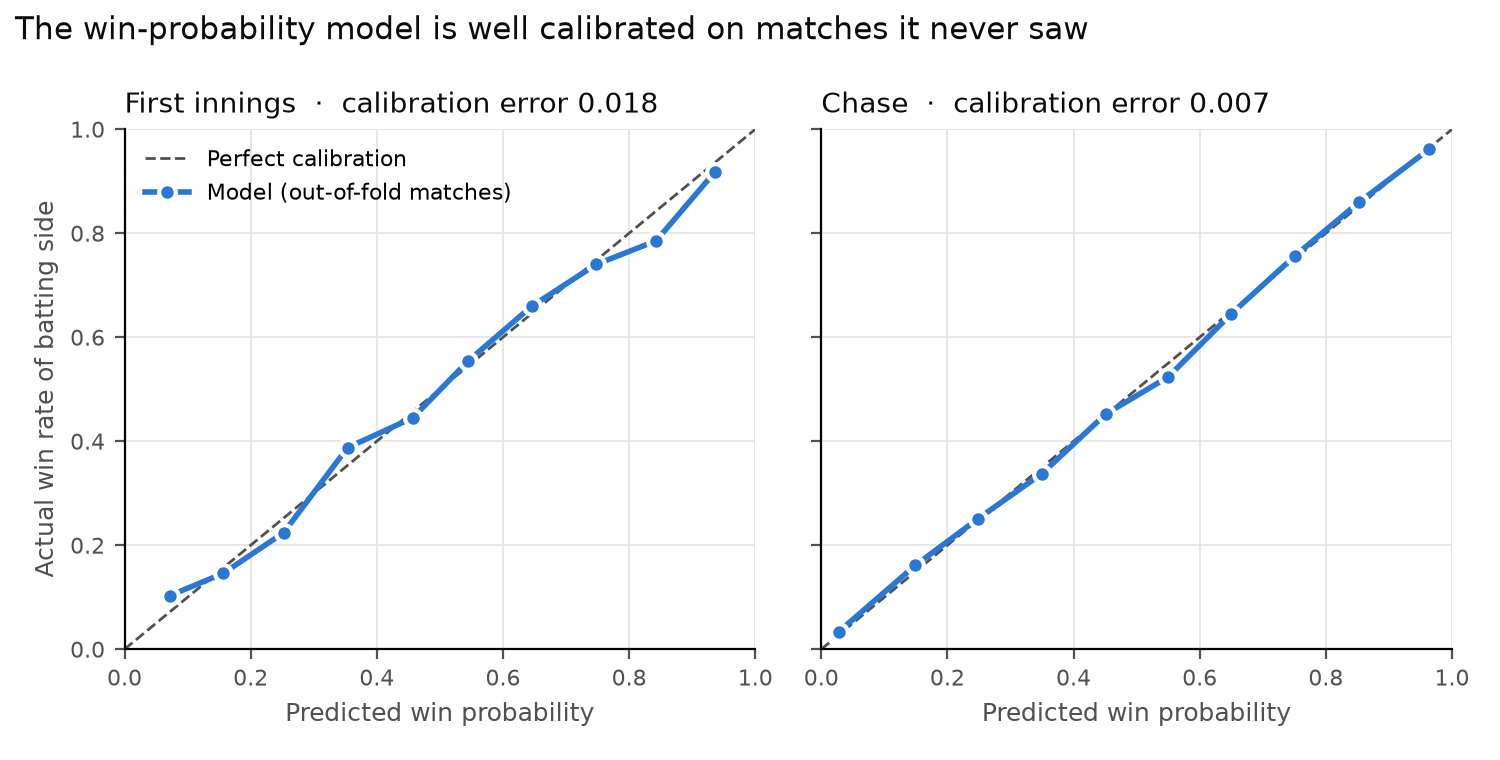 The win-probability model is well calibrated on matches it never saw
First innings · calibration error 0.018
Perfect calibration
Model (out-of-fold matches)
Actual win rate of batting side
1.0
0.8
0.6
0.4
0.2
0.0
0.0 0.2 0.4 0.6 0.8 1.0
Predicted win probability
Chase · calibration error 0.007
0.0 0.2 0.4 0.6 0.8 1.0
Predicted win probability